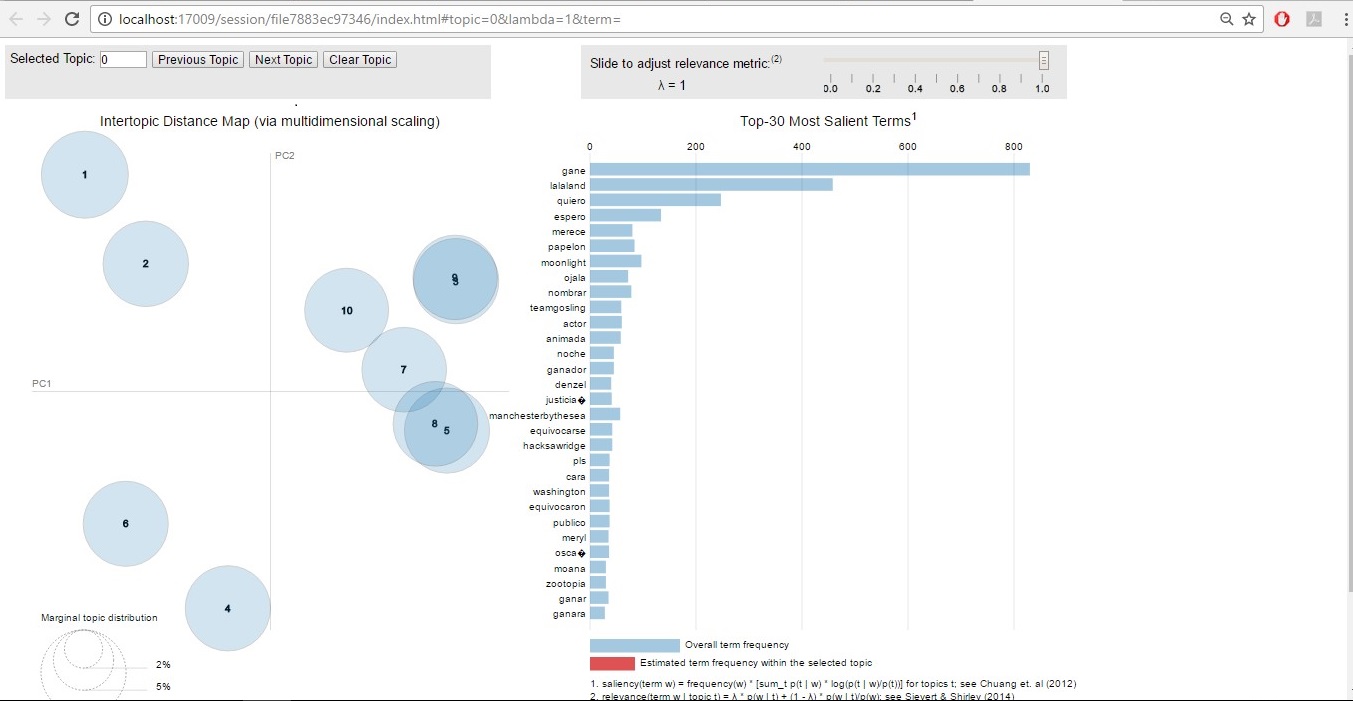 localhost:17009/session/file7883ec97346/index.html#topic=0&lambda=1&term=
Selected Topic: 0 Previous Topic Next Topic Clear Topic
Slide to adjust relevance metric:(2)
λ = 1
0.0 0.2 0.4 0.6 0.8 1.0
Intertopic Distance Map (via multidimensional scaling)
PC2
PC1
1
2
10
9
7
8
5
6
4
Marginal topic distribution
2%
5%
Top-30 Most Salient Terms1
0 200 400 600 800
gane
lalaland
quiero
espero
merece
papelon
moonlight
ojala
nombrar
teamgosling
actor
animada
noche
ganador
denzel
justicia�
manchesterbythesea
equivocarse
hacksawridge
pls
cara
washington
equivocaron
publico
meryl
osca�
moana
zootopia
ganar
ganara
Overall term frequency
Estimated term frequency within the selected topic
1. saliency(term w) = frequency(w) * [sum_t p(t | w) * log(p(t | w)/p(t))] for topics t; see Chuang et. al (2012)
2. relevance(term w | topic t) = λ * p(w | t) + (1 - λ) * p(w | t)/p(w); see Sievert & Shirley (2014)